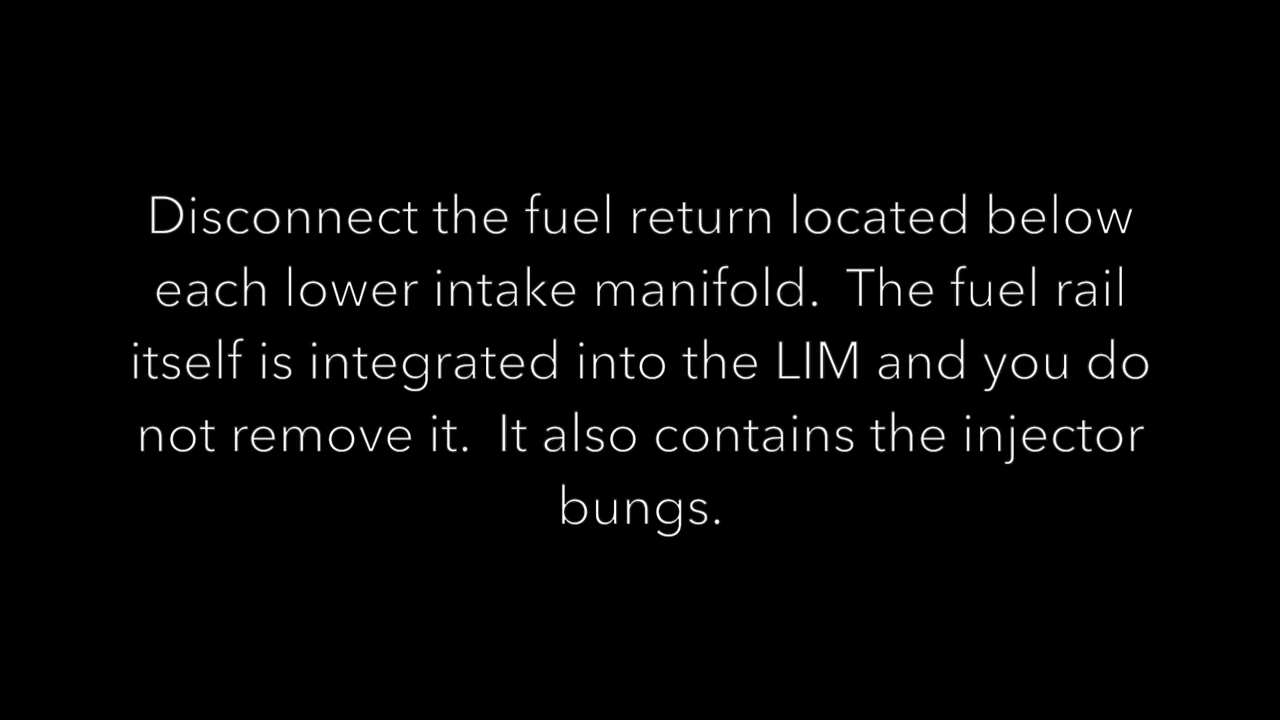 Disconnect the fuel return located below
each lower intake manifold.  The fuel rail
itself is integrated into the LIM and you do
not remove it.  It also contains the injector
bungs.